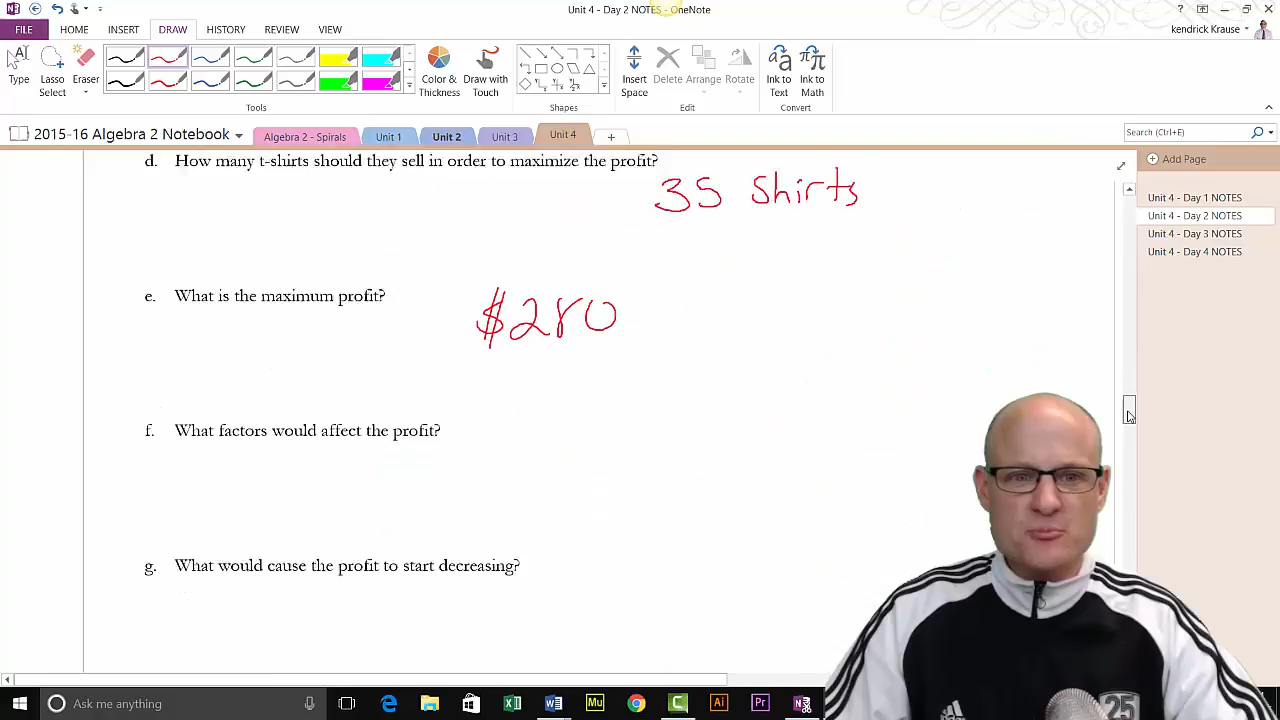 Unit 4 - Day 2 NOTES - OneNote
kendrick Krause
FILE HOME INSERT DRAW HISTORY REVIEW VIEW
Type
Lasso Select
Eraser
Color & Thickness
Draw with Touch
Insert Space
Delete
Arrange
Rotate
Ink to Text
Ink to Math
Tools
Shapes
Edit
Convert
2015-16 Algebra 2 Notebook
Algebra 2 - Spirals
Unit 1
Unit 2
Unit 3
Unit 4
Search (Ctrl+E)
Add Page
Unit 4 - Day 1 NOTES
Unit 4 - Day 2 NOTES
Unit 4 - Day 3 NOTES
Unit 4 - Day 4 NOTES
d. How many t-shirts should they sell in order to maximize the profit?
35 Shirts
e. What is the maximum profit?
$280
f. What factors would affect the profit?
g. What would cause the profit to start decreasing?
25
Ask me anything
Mu
Ai
Pr